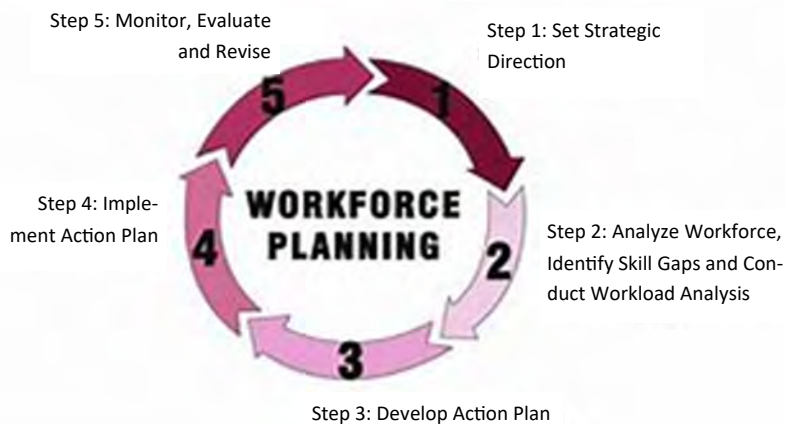 Step 5: Monitor, Evaluate
and Revise
Step 1: Set Strategic
Direction
5
1
Step 4: Imple-
ment Action Plan
WORKFORCE
PLANNING
4
2
Step 2: Analyze Workforce,
Identify Skill Gaps and Con-
duct Workload Analysis
3
Step 3: Develop Action Plan